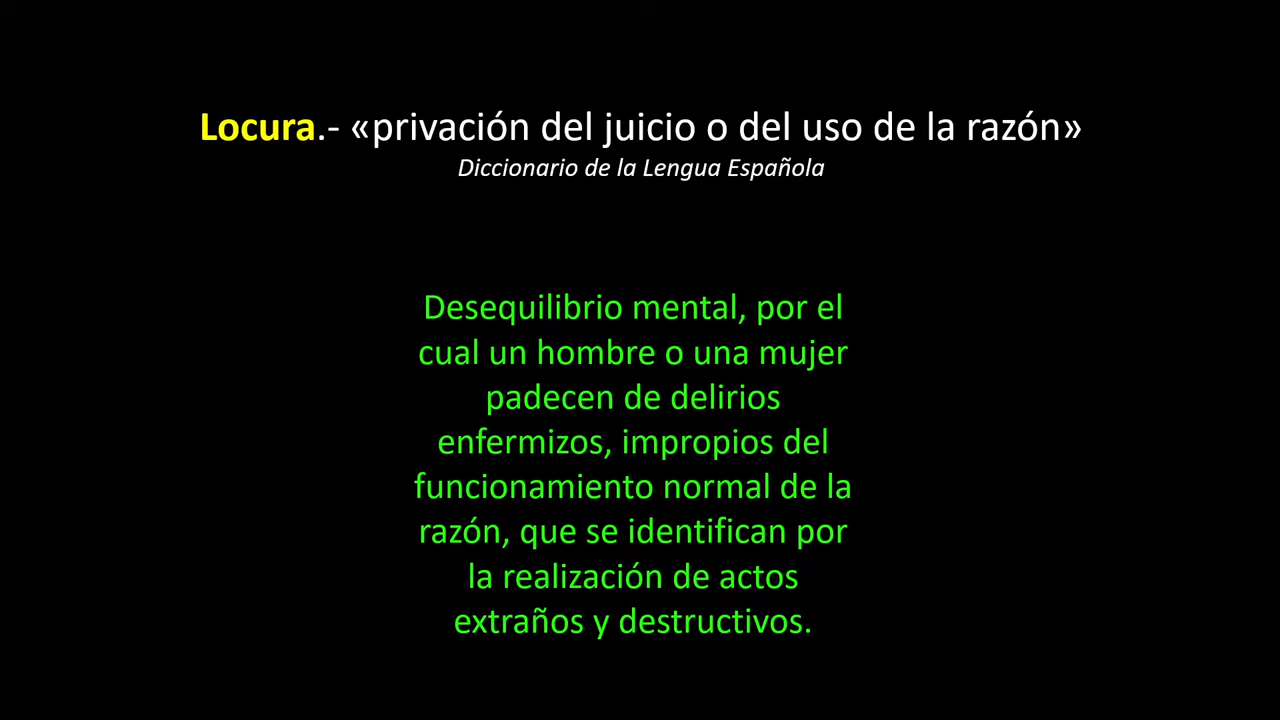 Locura.- «privación del juicio o del uso de la razón»
Diccionario de la Lengua Española
Desequilibrio mental, por el
cual un hombre o una mujer
padecen de delirios
enfermizos, impropios del
funcionamiento normal de la
razón, que se identifican por
la realización de actos
extraños y destructivos.